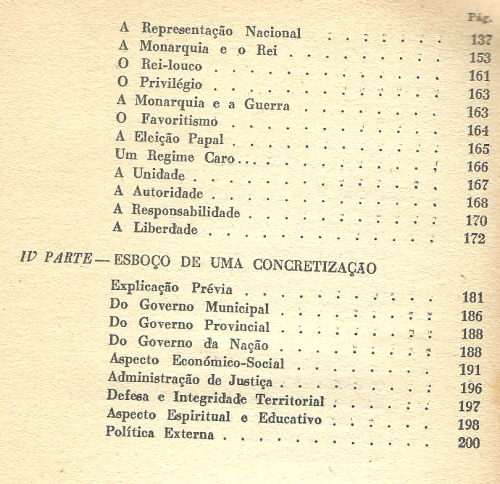 Pág.
A Representação Nacional . . . . . . . 137
A Monarquia e o Rei . . . . . . . . 153
O Rei-louco . . . . . . . . . . . 161
O Privilégio . . . . . . . . . . . 163
A Monarquia e a Guerra . . . . . . . 163
O Favoritismo . . . . . . . . . . 164
A Eleição Papal . . . . . . . . . . 165
Um Regime Caro... . . . . . . . . . 166
A Unidade . . . . . . . . . . . . 167
A Autoridade . . . . . . . . . . . 168
A Responsabilidade . . . . . . . . . 170
A Liberdade . . . . . . . . . . . 172
IV PARTE — ESBOÇO DE UMA CONCRETIZAÇÃO
Explicação Prévia . . . . . . . . . 181
Do Governo Municipal . . . . . . . . 186
Do Governo Provincial . . . . . . . . 188
Do Governo da Nação . . . . . . . . 188
Aspecto Económico-Social . . . . . . . 191
Administração de Justiça . . . . . . . . 196
Defesa e Integridade Territorial . . . . . . 197
Aspecto Espiritual e Educativo . . . . . . 198
Política Externa . . . . . . . . . . 200